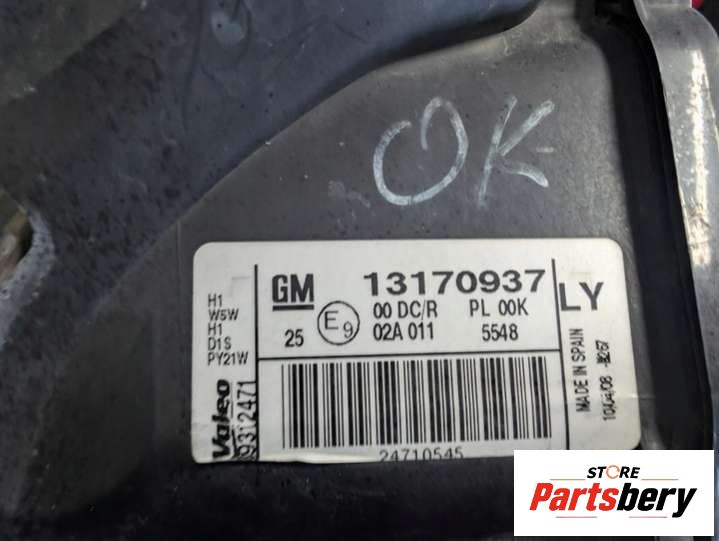 OK
GM 13170937
LY
25 E9 00 DC/R PL 00K
02A 011 5548
H1
W5W
H1
D1S
PY21W
Valeo
89312471
24710545
MADE IN SPAIN
STORE
Partsbery